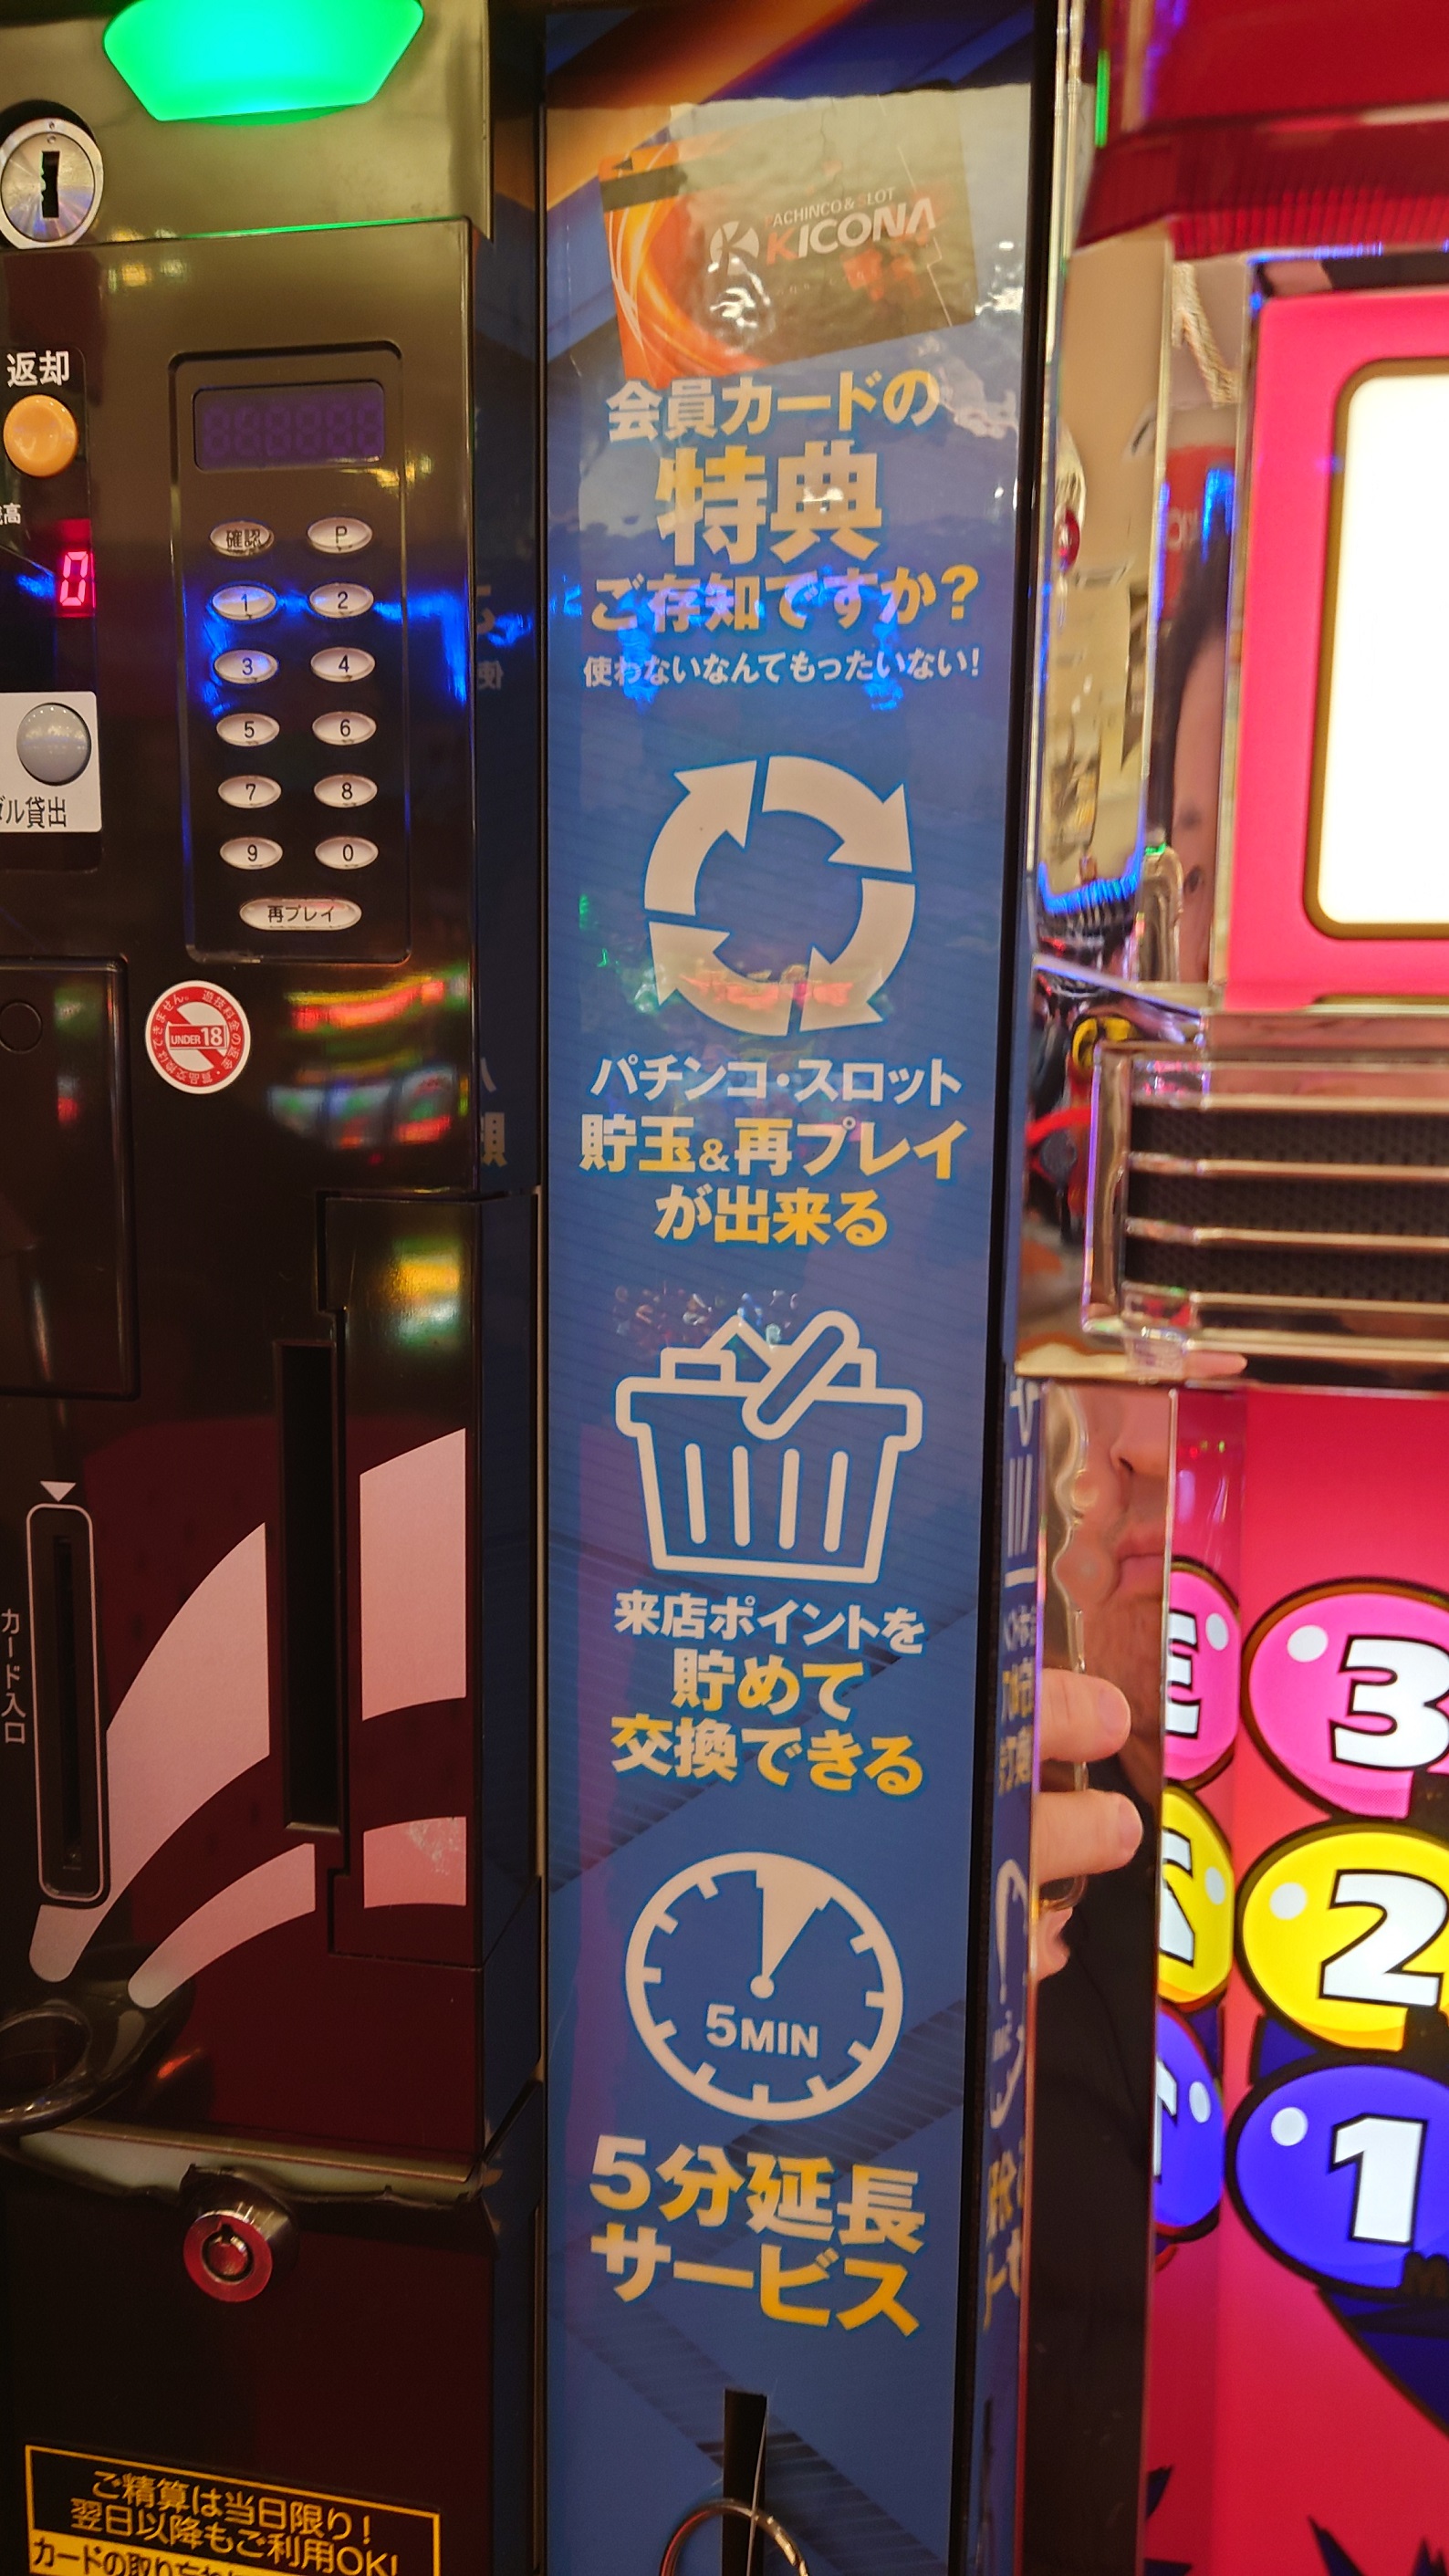 返却
確認
P
1
2
3
4
5
6
7
8
9
0
再プレイ
0
ル貸出
UNDER 18
カード入口
ご精算は当日限り!
翌日以降もご利用OK!
PACHINCO & SLOT
KICONA
会員カードの
特典
ご存知ですか?
使わないなんてもったいない!
パチンコ・スロット
貯玉&再プレイ
が出来る
来店ポイントを
貯めて
交換できる
5MIN
5分延長
サービス
3
2
1